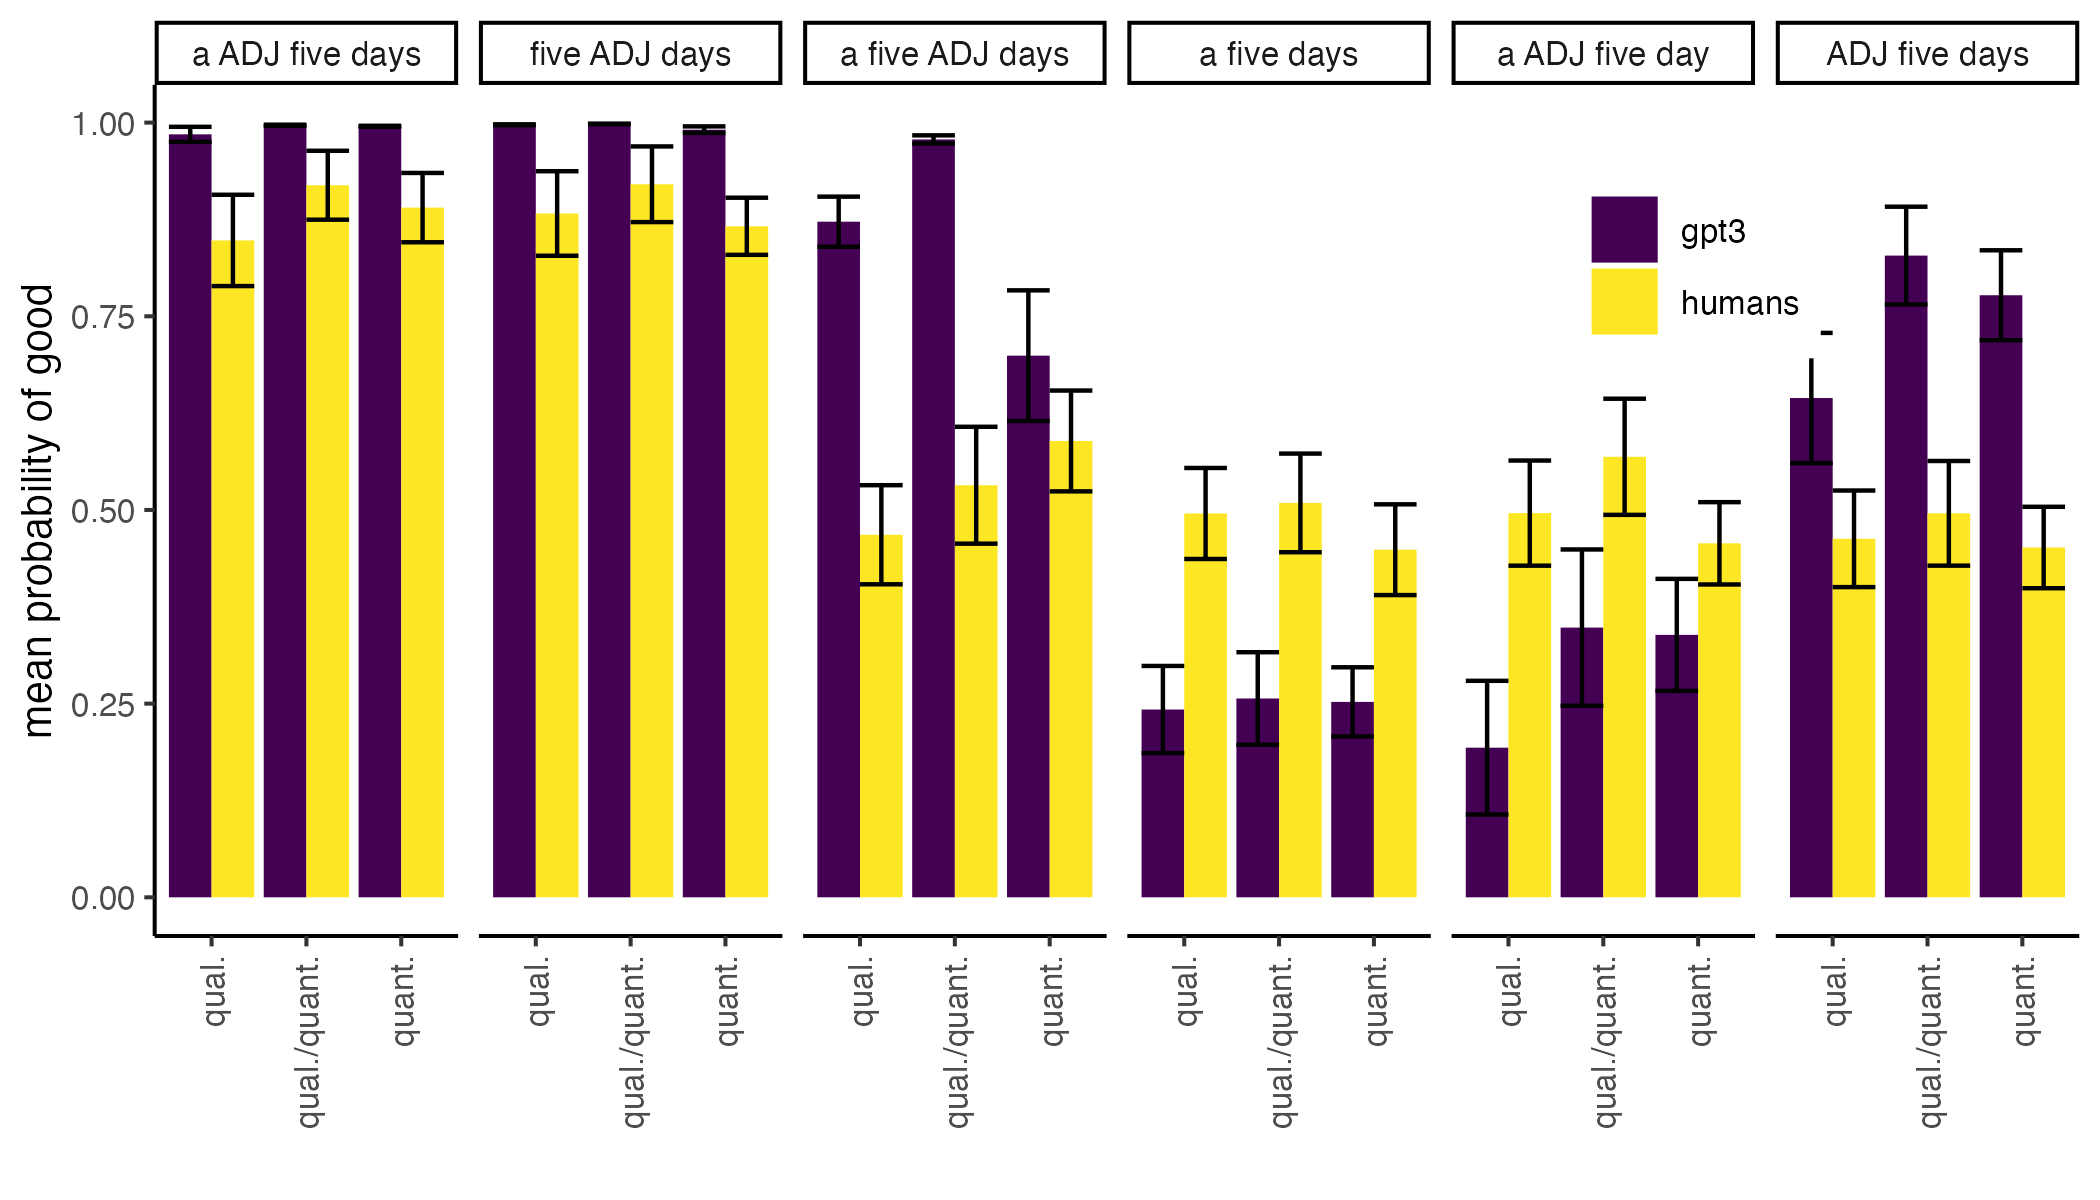 a ADJ five days
five ADJ days
a five ADJ days
a five days
a ADJ five day
ADJ five days
mean probability of good
1.00
0.75
0.50
0.25
0.00
gpt3
humans
qual.
qual./quant.
quant.
qual.
qual./quant.
quant.
qual.
qual./quant.
quant.
qual.
qual./quant.
quant.
qual.
qual./quant.
quant.
qual.
qual./quant.
quant.